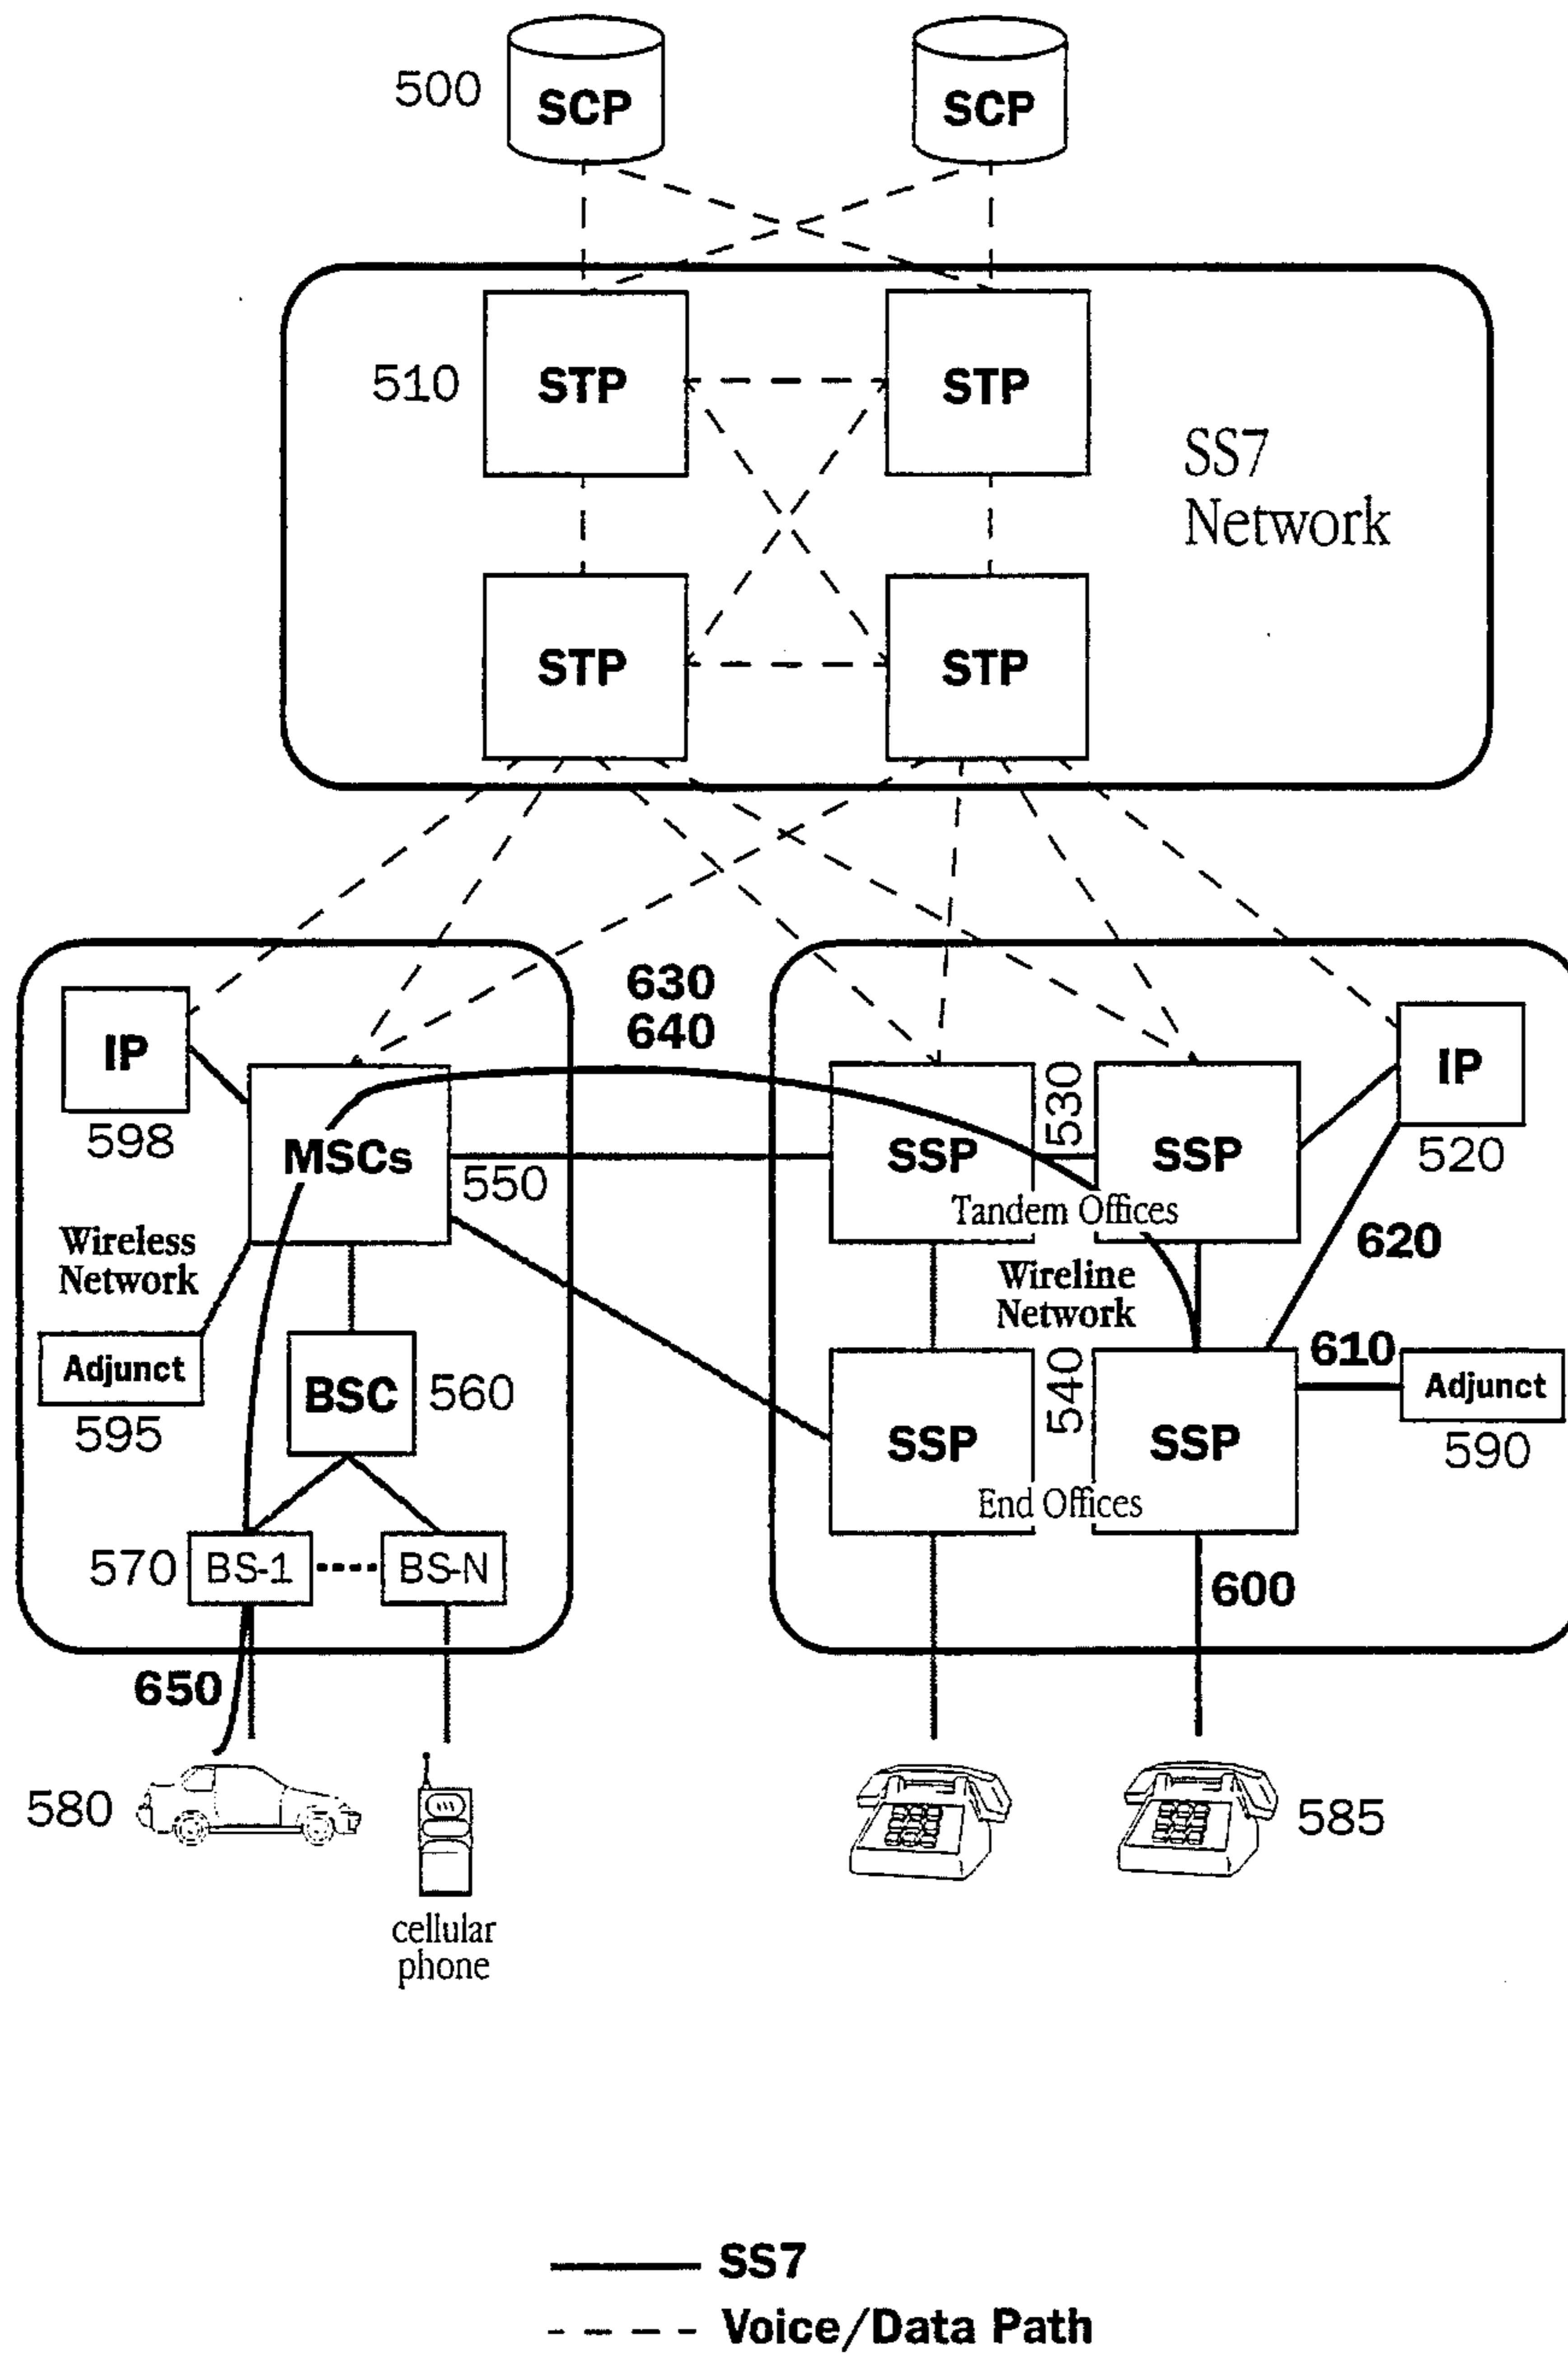 500
SCP
SCP
510
STP
STP
SS7
Network
STP
STP
630
640
IP
598
MSCs
550
SSP
530
SSP
IP
520
Tandem Offices
620
Wireless
Network
Wireline
Network
Adjunct
595
BSC
560
SSP
540
SSP
610
Adjunct
590
End Offices
570
BS-1
BS-N
600
650
580
585
cellular
phone
SS7
Voice/Data Path